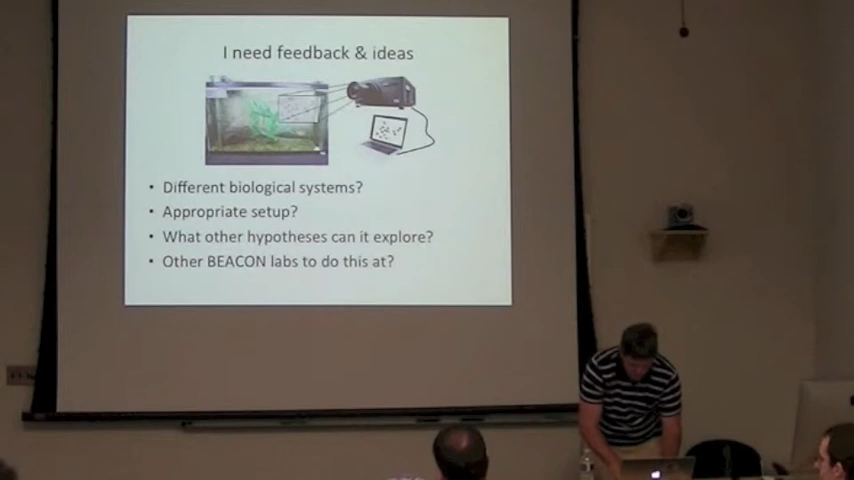 I need feedback & ideas
• Different biological systems?
• Appropriate setup?
• What other hypotheses can it explore?
• Other BEACON labs to do this at?